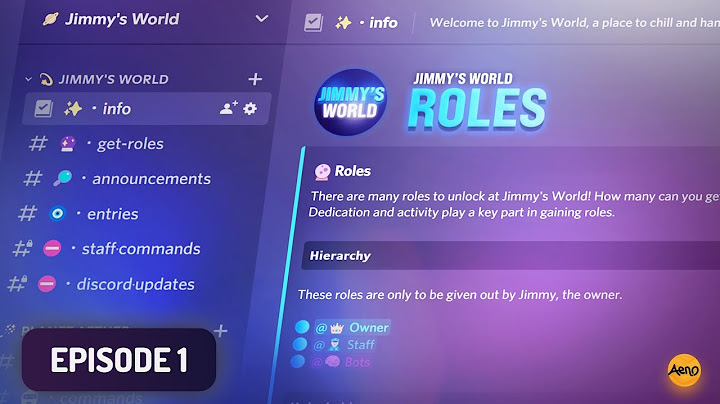 Jimmy's World
JIMMY'S WORLD
• info
# • get-roles
# • announcements
# • entries
# • staff-commands
# • discord-updates
EPISODE 1
• commands
• info
Welcome to Jimmy's World, a place to chill and han
JIMMY'S WORLD
JIMMY'S WORLD
ROLES
Roles
There are many roles to unlock at Jimmy's World! How many can you ge
Dedication and activity play a key part in gaining roles.
Hierarchy
These roles are only to be given out by Jimmy, the owner.
@ Owner
@ Staff
@ Bots
Aeno